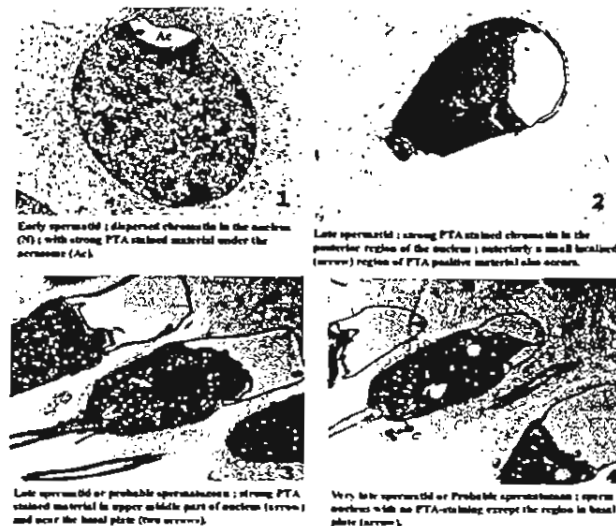 Ac
1
Early spermatid ; dispersed chromatin in the nucleus
(N) ; with strong PTA stained material under the
acrosome (Ac).
2
Late spermatid ; strong PTA stained chromatin in the
posterior region of the nucleus ; anteriorly a small localised
(arrow) region of PTA positive material also occurs.
3
Late spermatid or probable spermatozoon ; strong PTA
stained material in upper middle part of nucleus (arrow)
and near the basal plate (two arrows).
Very late spermatid or Probable spermatozoon ; sperm
nucleus with no PTA-staining except the region in basal
plate (arrow).